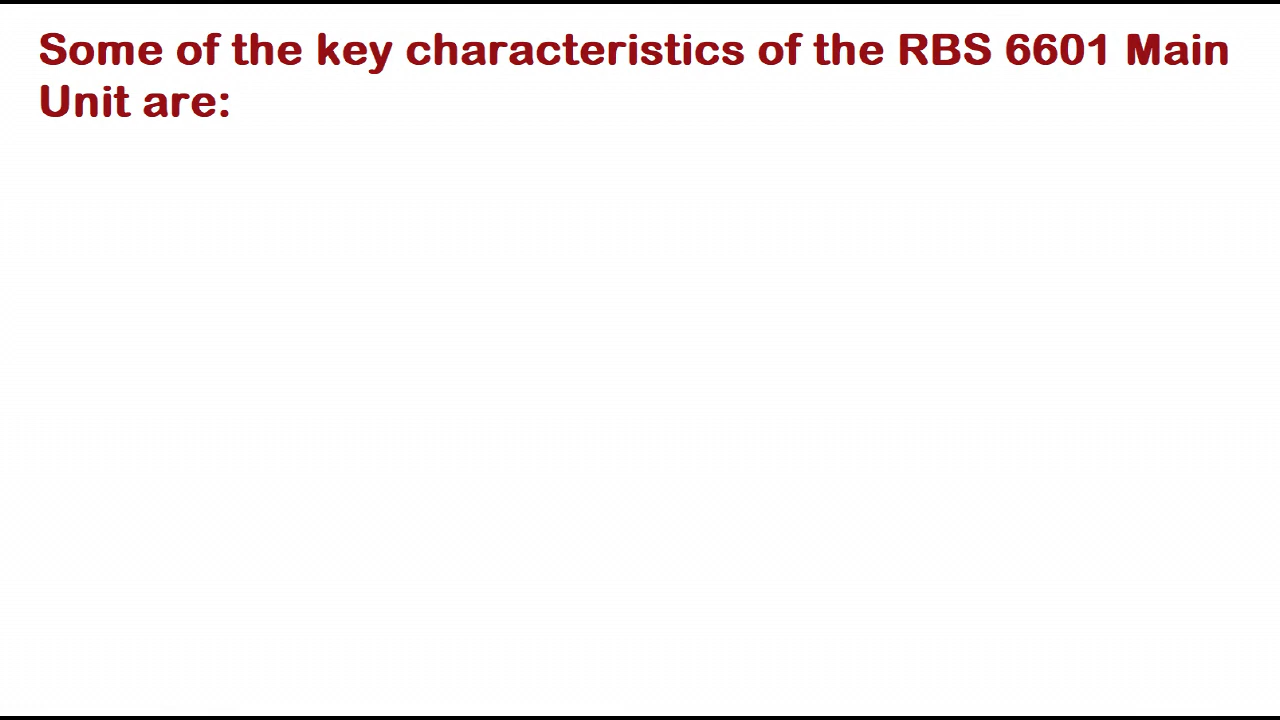 Some of the key characteristics of the RBS 6601 Main
Unit are: